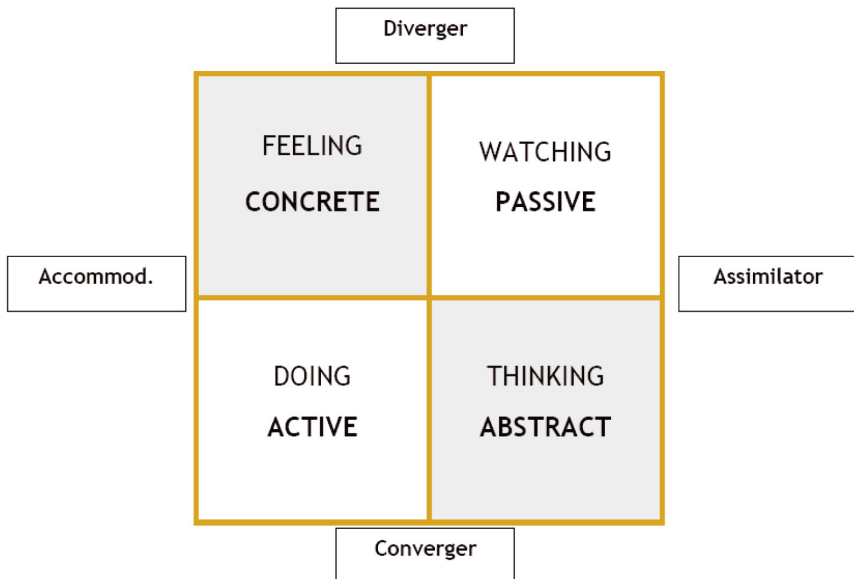 Diverger
FEELING
CONCRETE
WATCHING
PASSIVE
Accommod.
Assimilator
DOING
ACTIVE
THINKING
ABSTRACT
Converger